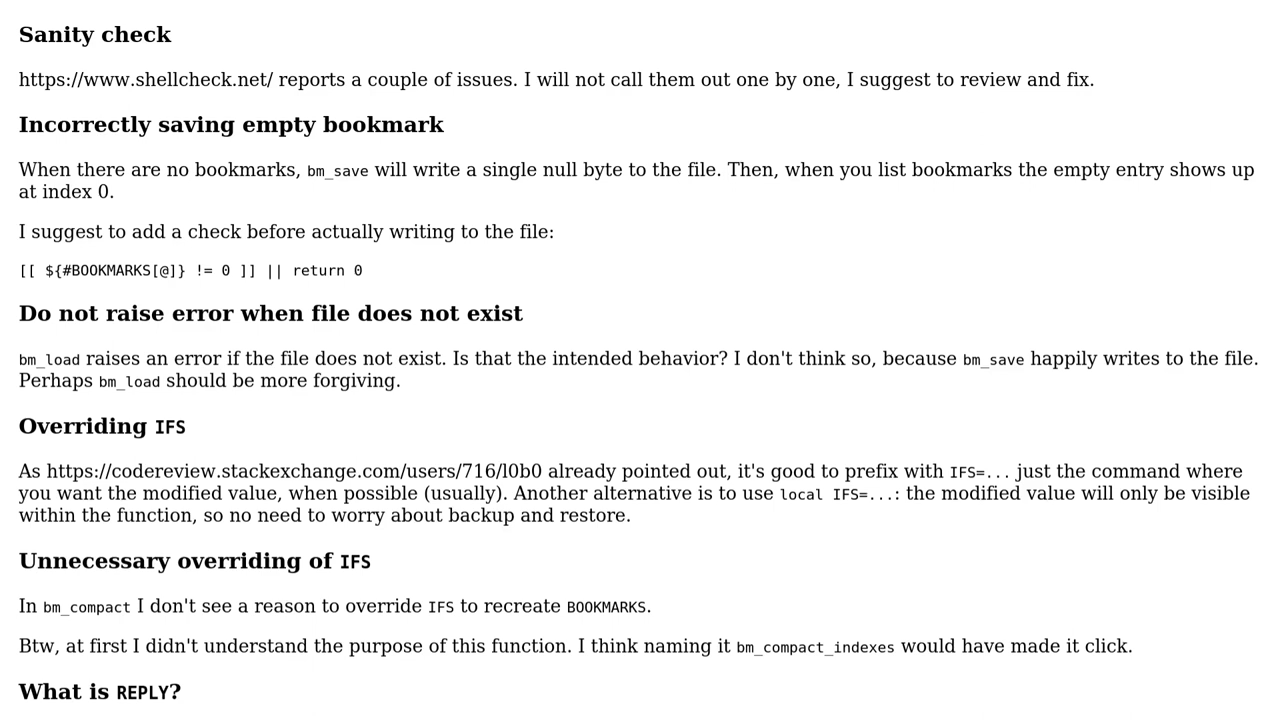 Sanity check
https://www.shellcheck.net/ reports a couple of issues. I will not call them out one by one, I suggest to review and fix.
Incorrectly saving empty bookmark
When there are no bookmarks, bm_save will write a single null byte to the file. Then, when you list bookmarks the empty entry shows up
at index 0.
I suggest to add a check before actually writing to the file:
[[ ${#BOOKMARKS[@]} != 0 ]] || return 0
Do not raise error when file does not exist
bm_load raises an error if the file does not exist. Is that the intended behavior? I don't think so, because bm_save happily writes to the file.
Perhaps bm_load should be more forgiving.
Overriding IFS
As https://codereview.stackexchange.com/users/716/l0b0 already pointed out, it's good to prefix with IFS=... just the command where
you want the modified value, when possible (usually). Another alternative is to use local IFS=...: the modified value will only be visible
within the function, so no need to worry about backup and restore.
Unnecessary overriding of IFS
In bm_compact I don't see a reason to override IFS to recreate BOOKMARKS.
Btw, at first I didn't understand the purpose of this function. I think naming it bm_compact_indexes would have made it click.
What is REPLY?